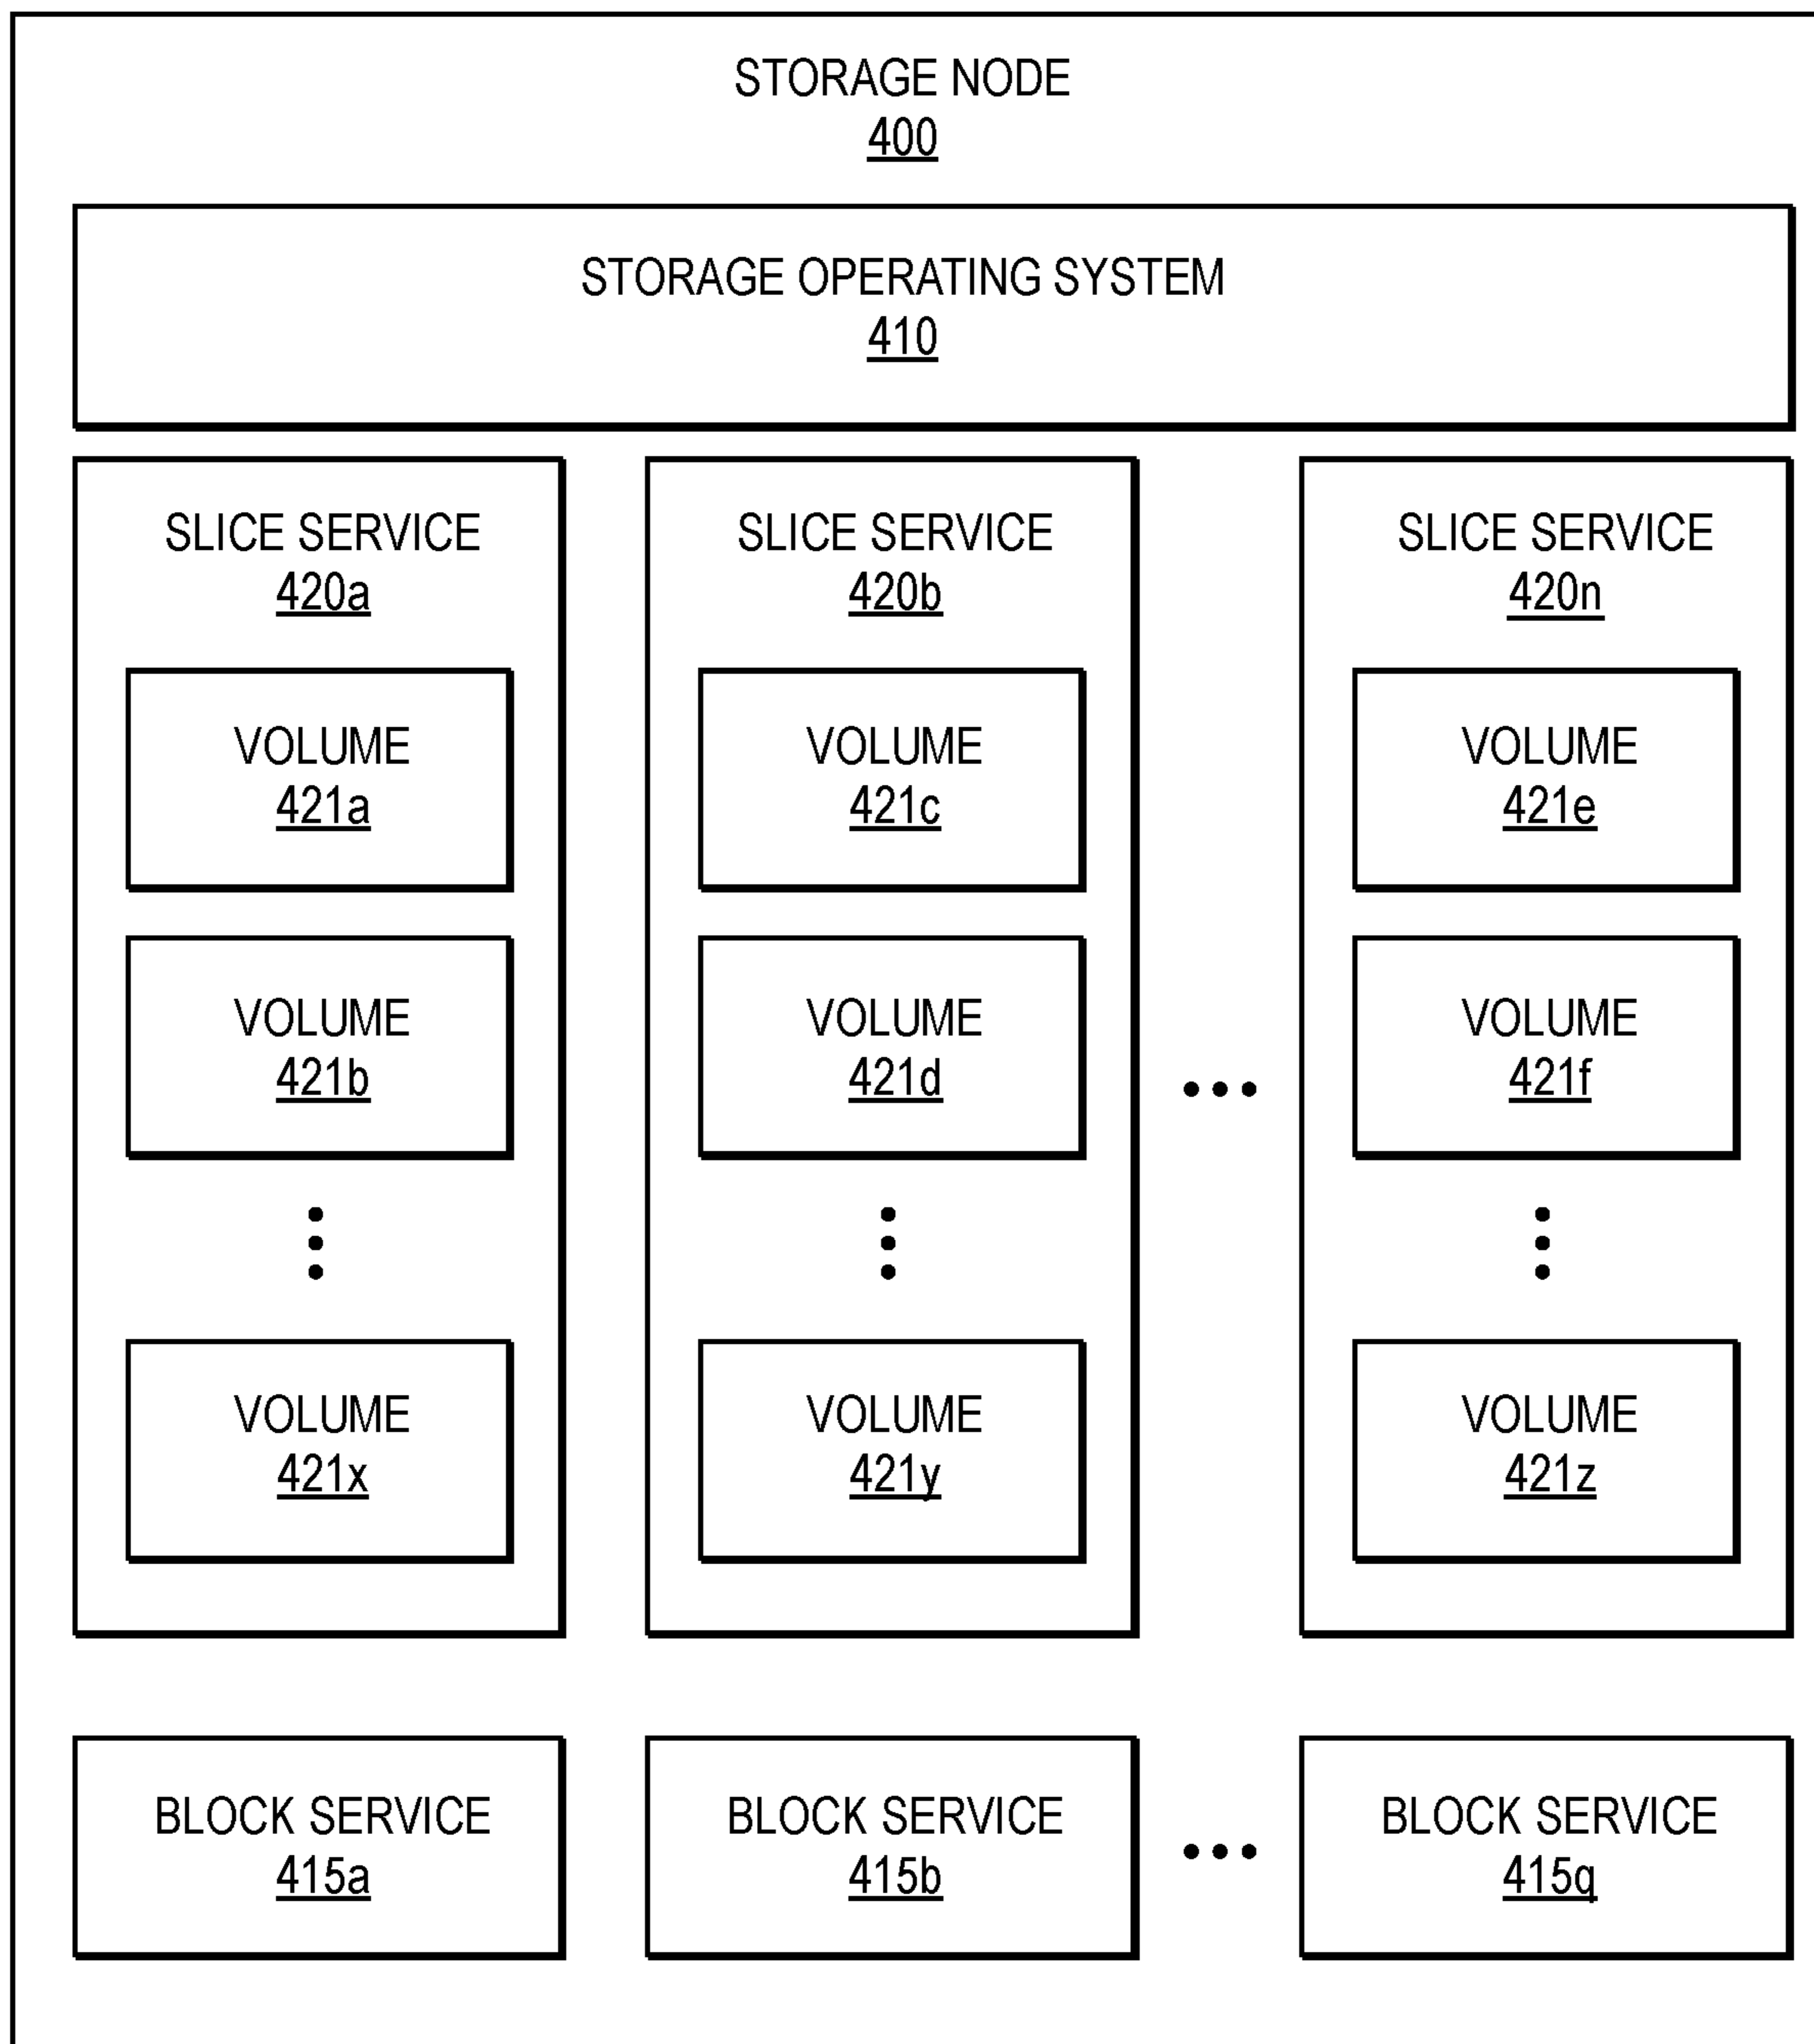 STORAGE NODE
400
STORAGE OPERATING SYSTEM
410
SLICE SERVICE
420a
VOLUME
421a
VOLUME
421b
VOLUME
421x
SLICE SERVICE
420b
VOLUME
421c
VOLUME
421d
VOLUME
421y
...
SLICE SERVICE
420n
VOLUME
421e
VOLUME
421f
VOLUME
421z
BLOCK SERVICE
415a
BLOCK SERVICE
415b
...
BLOCK SERVICE
415q